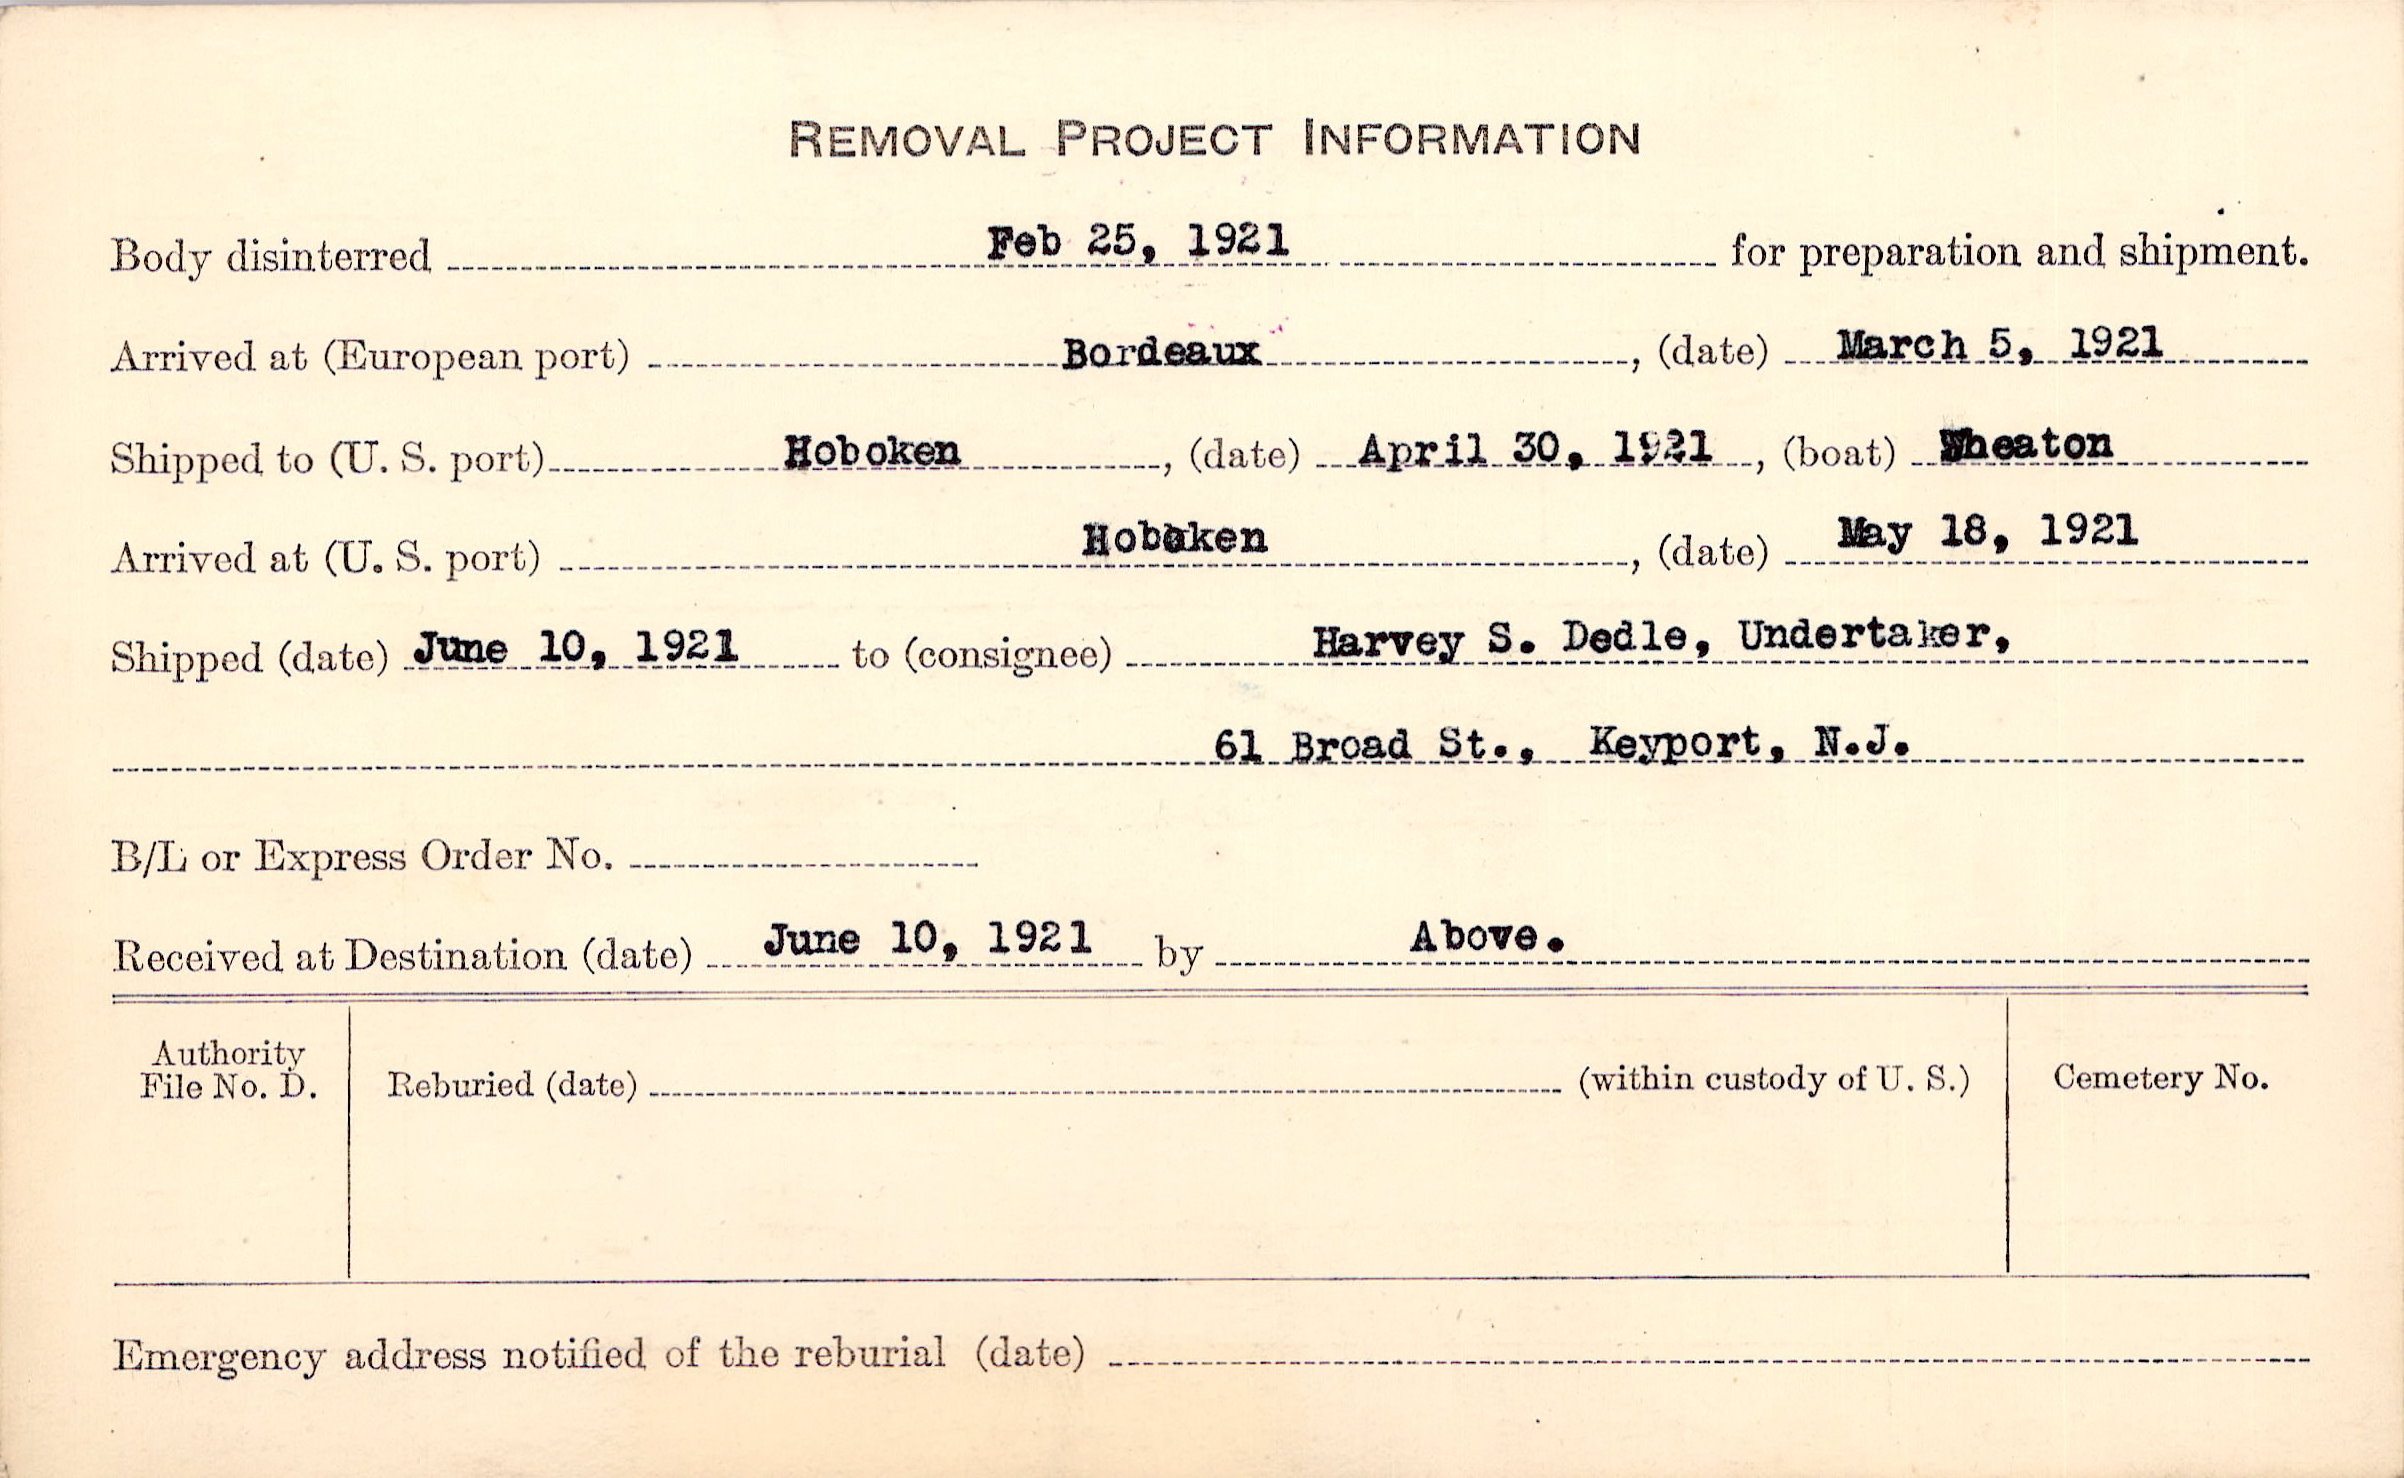 REMOVAL PROJECT INFORMATION
Body disinterred Feb 25, 1921 for preparation and shipment.
Arrived at (European port) Bordeaux, (date) March 5, 1921
Shipped to (U. S. port) Hoboken, (date) April 30, 1921, (boat) Wheaton
Arrived at (U. S. port) Hoboken, (date) May 18, 1921
Shipped (date) June 10, 1921 to (consignee) Harvey S. Dedle, Undertaker,
61 Broad St., Keyport, N.J.
B/L or Express Order No.
Received at Destination (date) June 10, 1921 by Above.
Authority
File No. D.
Reburied (date) (within custody of U. S.)
Cemetery No.
Emergency address notified of the reburial (date)